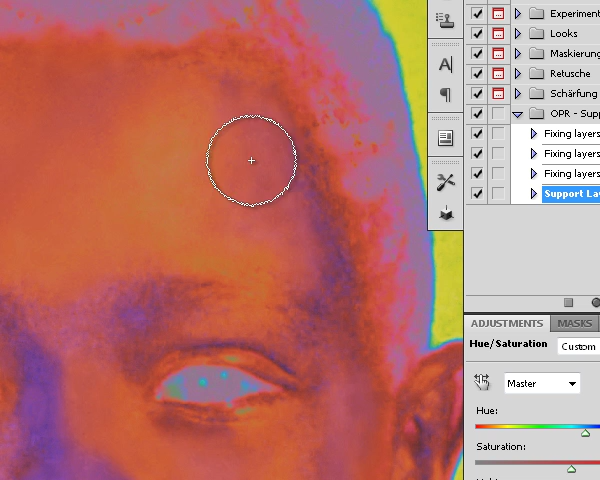 Experiment
Looks
Maskierung
Retusche
Schärfung
OPR - Supp
Fixing layers
Fixing layers
Fixing layers
Support La
ADJUSTMENTS MASKS
Hue/Saturation Custom
Master
Hue:
Saturation: